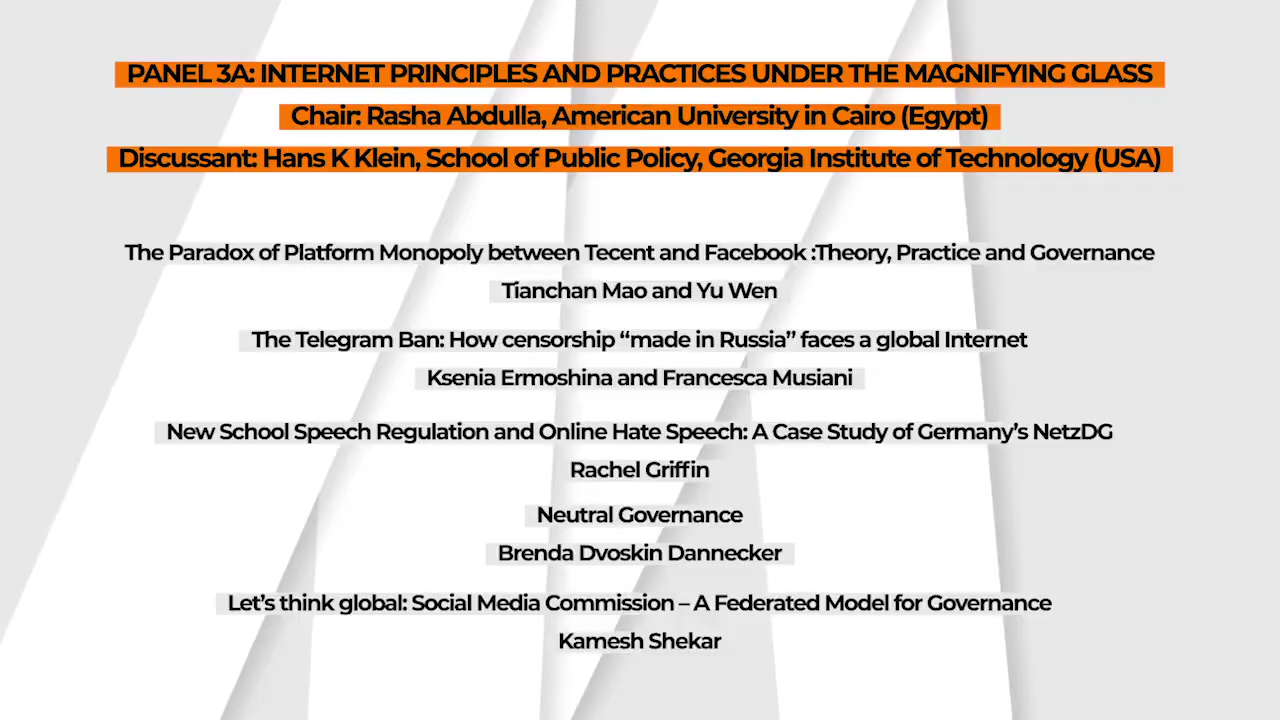 PANEL 3A: INTERNET PRINCIPLES AND PRACTICES UNDER THE MAGNIFYING GLASS
Chair: Rasha Abdulla, American University in Cairo (Egypt)
Discussant: Hans K Klein, School of Public Policy, Georgia Institute of Technology (USA)
The Paradox of Platform Monopoly between Tecent and Facebook :Theory, Practice and Governance
Tianchan Mao and Yu Wen
The Telegram Ban: How censorship “made in Russia” faces a global Internet
Ksenia Ermoshina and Francesca Musiani
New School Speech Regulation and Online Hate Speech: A Case Study of Germany’s NetzDG
Rachel Griffin
Neutral Governance
Brenda Dvoskin Dannecker
Let’s think global: Social Media Commission – A Federated Model for Governance
Kamesh Shekar